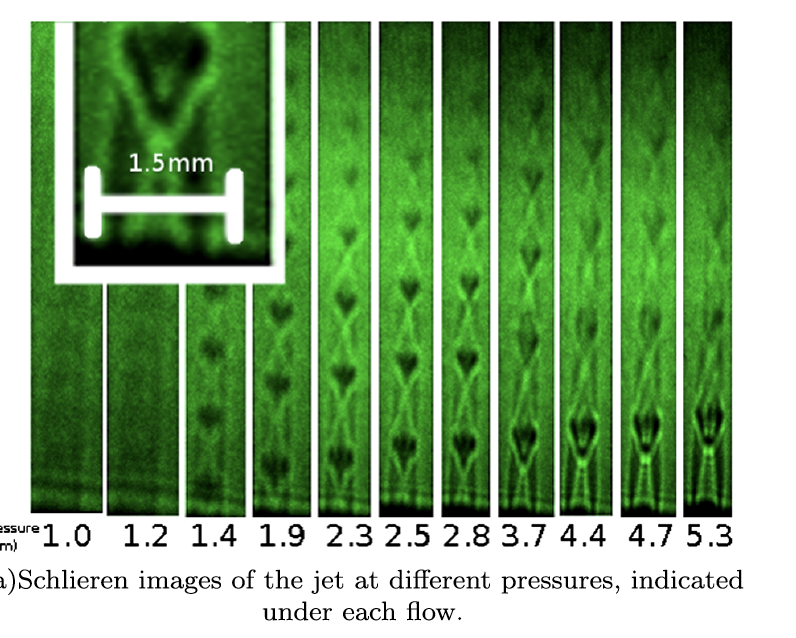 1.5mm
essure 1.0 1.2 1.4 1.9 2.3 2.5 2.8 3.7 4.4 4.7 5.3
m)
a)Schlieren images of the jet at different pressures, indicated
under each flow.